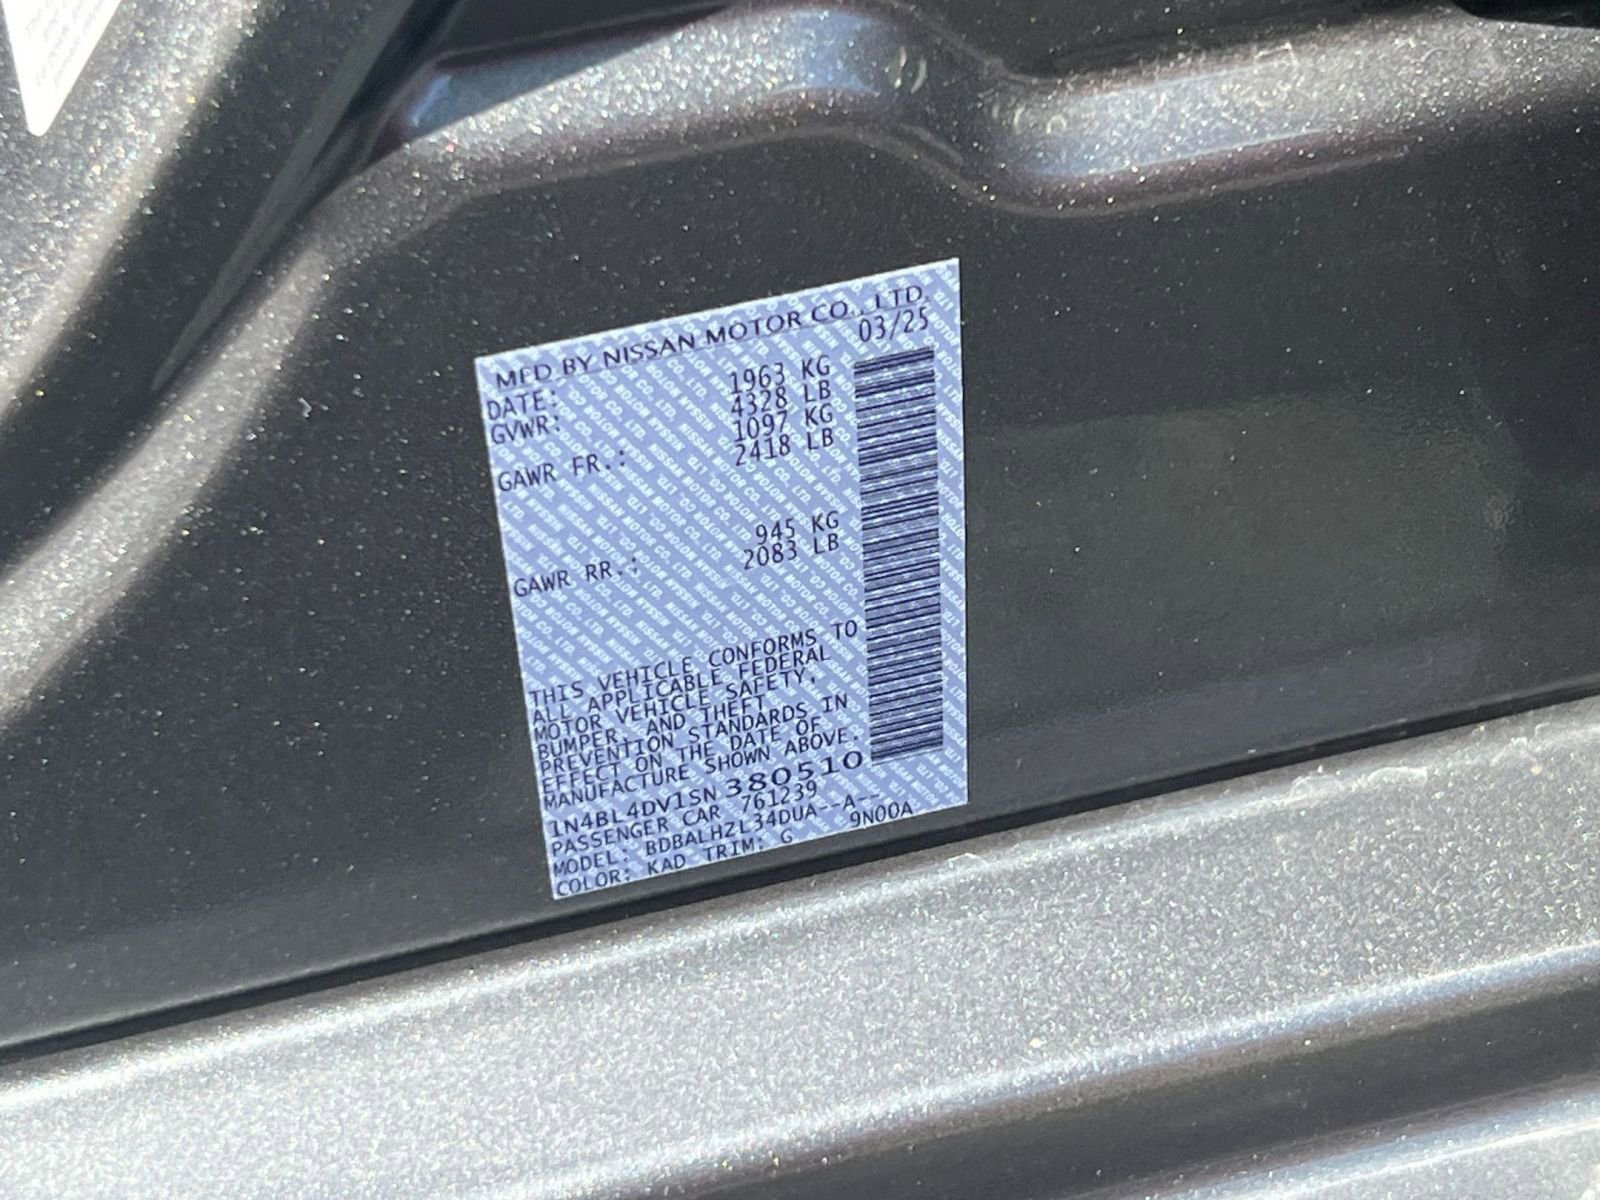 MFD BY NISSAN MOTOR CO., LTD.
DATE: 03/25
GVWR: 1963 KG
4328 LB
GAWR FR.: 1097 KG
2418 LB
GAWR RR.: 945 KG
2083 LB
THIS VEHICLE CONFORMS TO
ALL APPLICABLE FEDERAL
MOTOR VEHICLE SAFETY,
BUMPER, AND THEFT
PREVENTION STANDARDS IN
EFFECT ON THE DATE OF
MANUFACTURE SHOWN ABOVE.
1N4BL4DV1SN 380510
PASSENGER CAR 761239
MODEL: BDBALHZL34DUA--A--
COLOR: KAD TRIM: G 9N00A